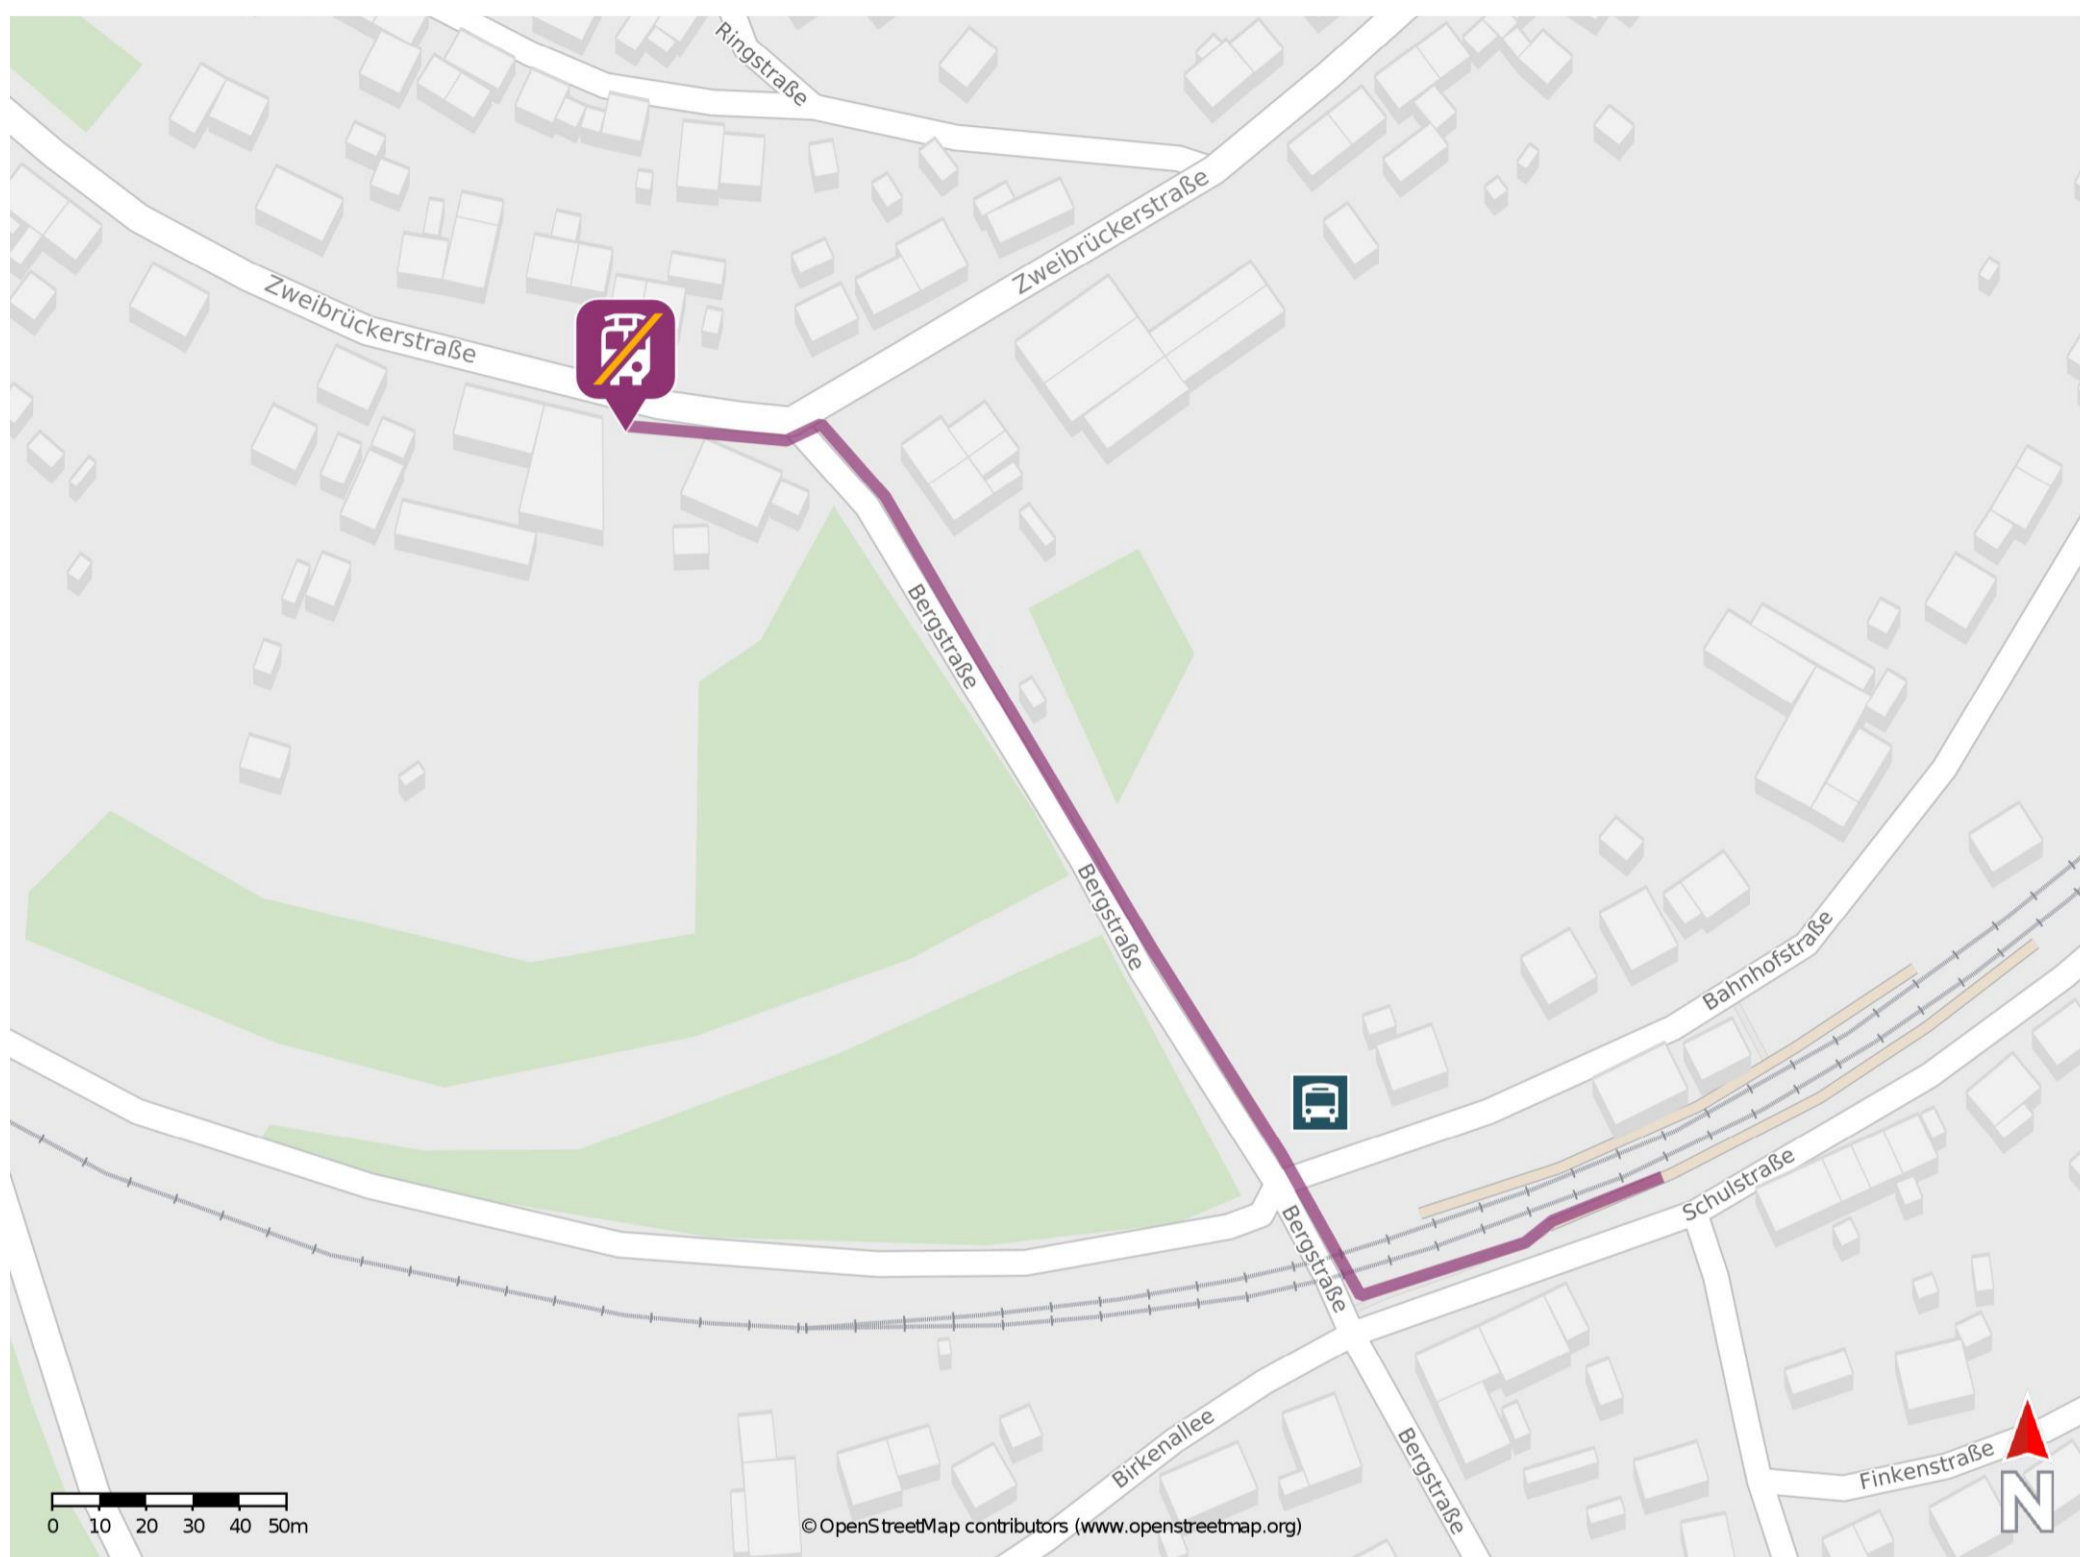 Ringstraße
Zweibrückerstraße
Zweibrückerstraße
Bergstraße
Bergstraße
Bahnhofstraße
Schulstraße
Bergstraße
Birkenallee
Bergstraße
Finkenstraße
N
0 10 20 30 40 50m
© OpenStreetMap contributors (www.openstreetmap.org)